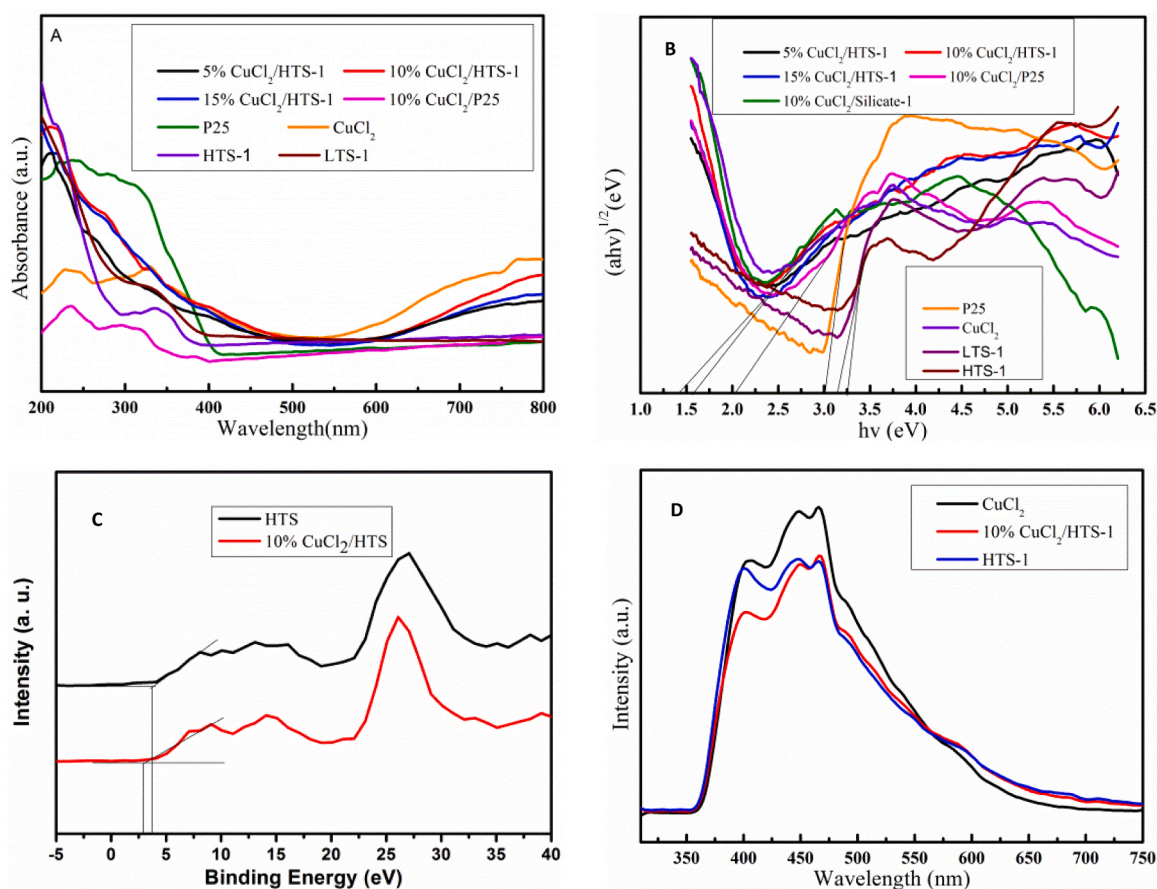 A
5% CuCl₂/HTS-1 10% CuCl₂/HTS-1
15% CuCl₂/HTS-1 10% CuCl₂/P25
P25 CuCl₂
HTS-1 LTS-1
Absorbance (a.u.)
200 300 400 500 600 700 800
Wavelength(nm)
B
5% CuCl₂/HTS-1 10% CuCl₂/HTS-1
15% CuCl₂/HTS-1 10% CuCl₂/P25
10% CuCl₂/Silicate-1
(ahv)¹/² (eV)
P25
CuCl₂
LTS-1
HTS-1
1.0 1.5 2.0 2.5 3.0 3.5 4.0 4.5 5.0 5.5 6.0 6.5
hv (eV)
C
HTS
10% CuCl₂/HTS
Intensity (a. u.)
-5 0 5 10 15 20 25 30 35 40
Binding Energy (eV)
D
CuCl₂
10% CuCl₂/HTS-1
HTS-1
Intensity (a.u.)
350 400 450 500 550 600 650 700 750
Wavelength (nm)